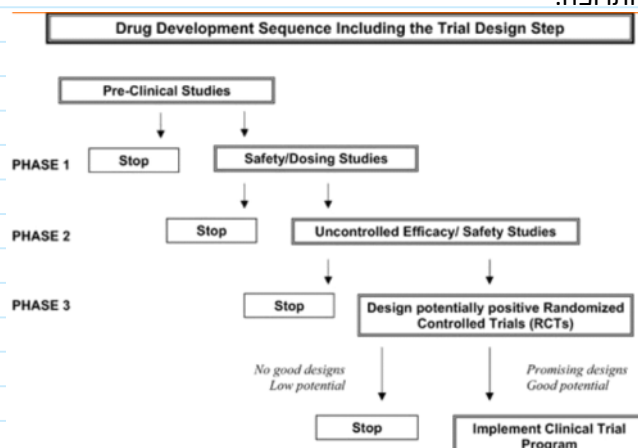 Drug Development Sequence Including the Trial Design Step
Pre-Clinical Studies
PHASE 1
Stop
Safety/Dosing Studies
PHASE 2
Stop
Uncontrolled Efficacy/ Safety Studies
PHASE 3
Stop
Design potentially positive Randomized
Controlled Trials (RCTs)
No good designs
Low potential
Promising designs
Good potential
Stop
Implement Clinical Trial
Program